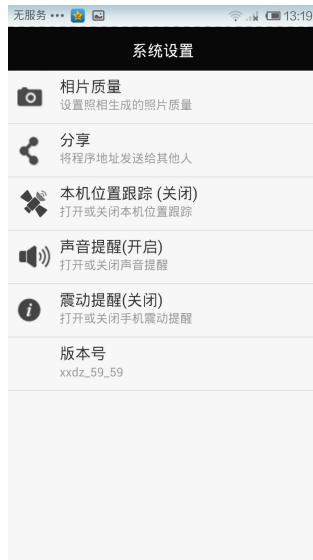 无服务 ••• 13:19
系统设置
相片质量
设置照相生成的照片质量
分享
将程序地址发送给其他人
本机位置跟踪 (关闭)
打开或关闭本机位置跟踪
声音提醒(开启)
打开或关闭声音提醒
震动提醒(关闭)
打开或关闭手机震动提醒
版本号
xxdz_59_59